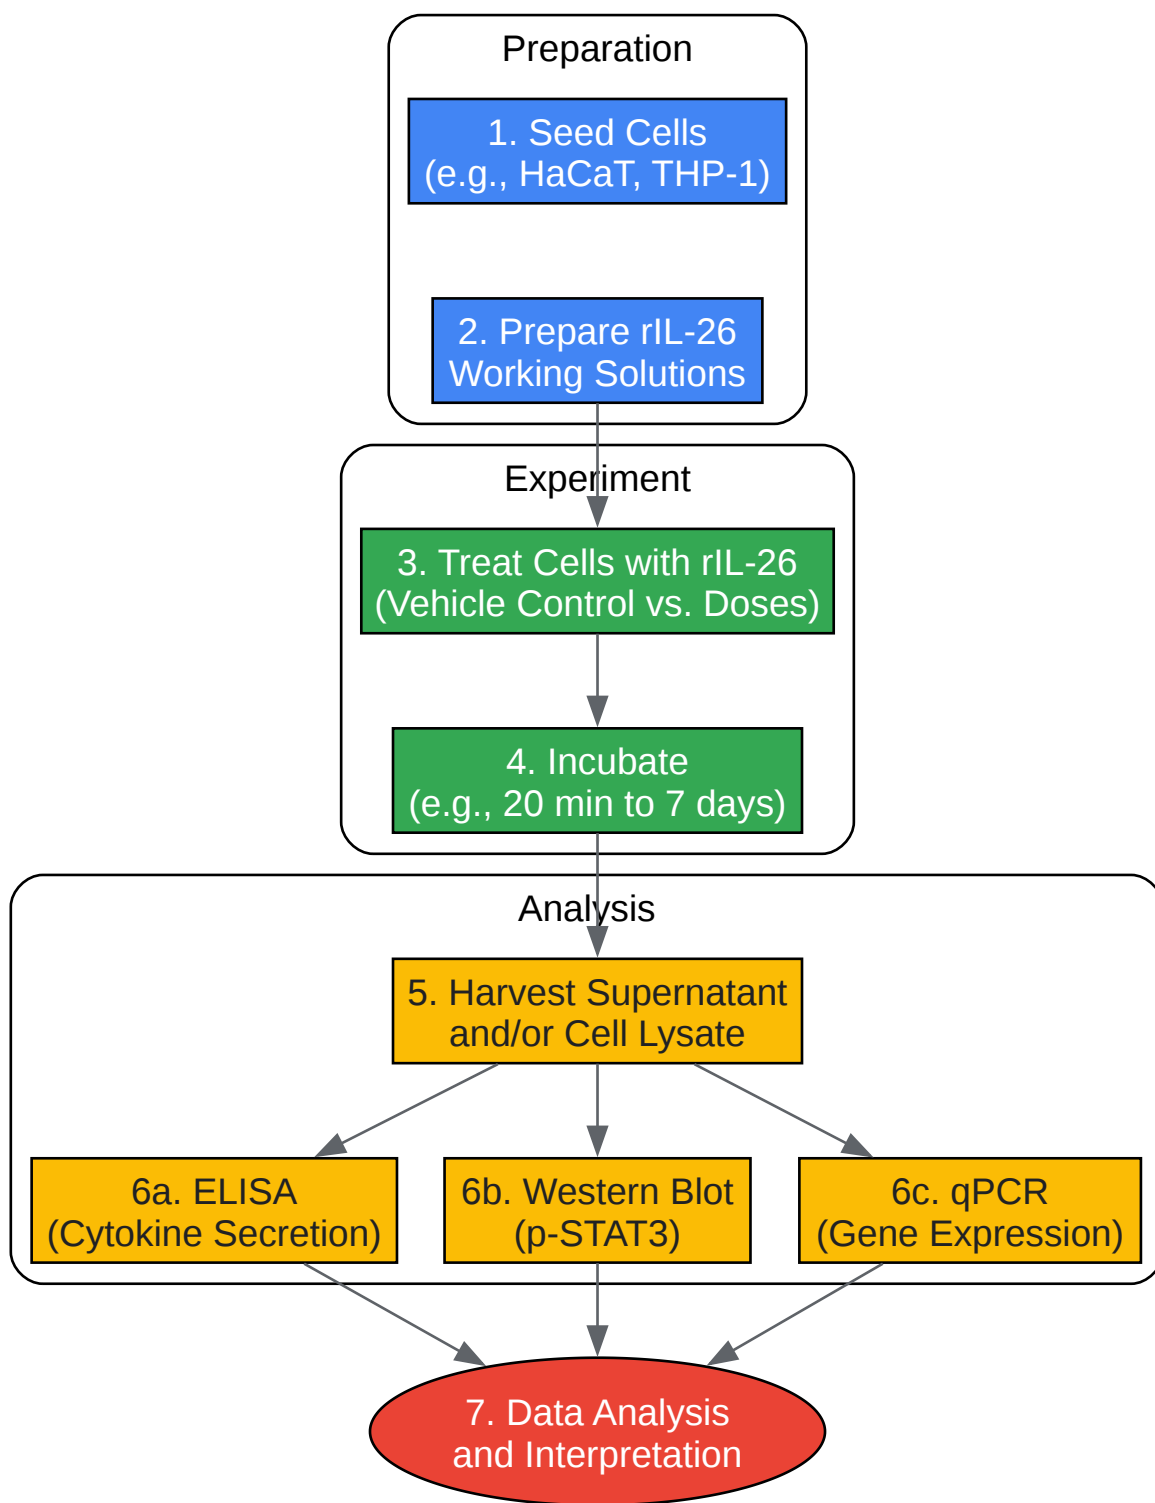 Preparation
1. Seed Cells
(e.g., HaCaT, THP-1)
2. Prepare rIL-26
Working Solutions
Experiment
3. Treat Cells with rIL-26
(Vehicle Control vs. Doses)
4. Incubate
(e.g., 20 min to 7 days)
Analysis
5. Harvest Supernatant
and/or Cell Lysate
6a. ELISA
(Cytokine Secretion)
6b. Western Blot
(p-STAT3)
6c. qPCR
(Gene Expression)
7. Data Analysis
and Interpretation